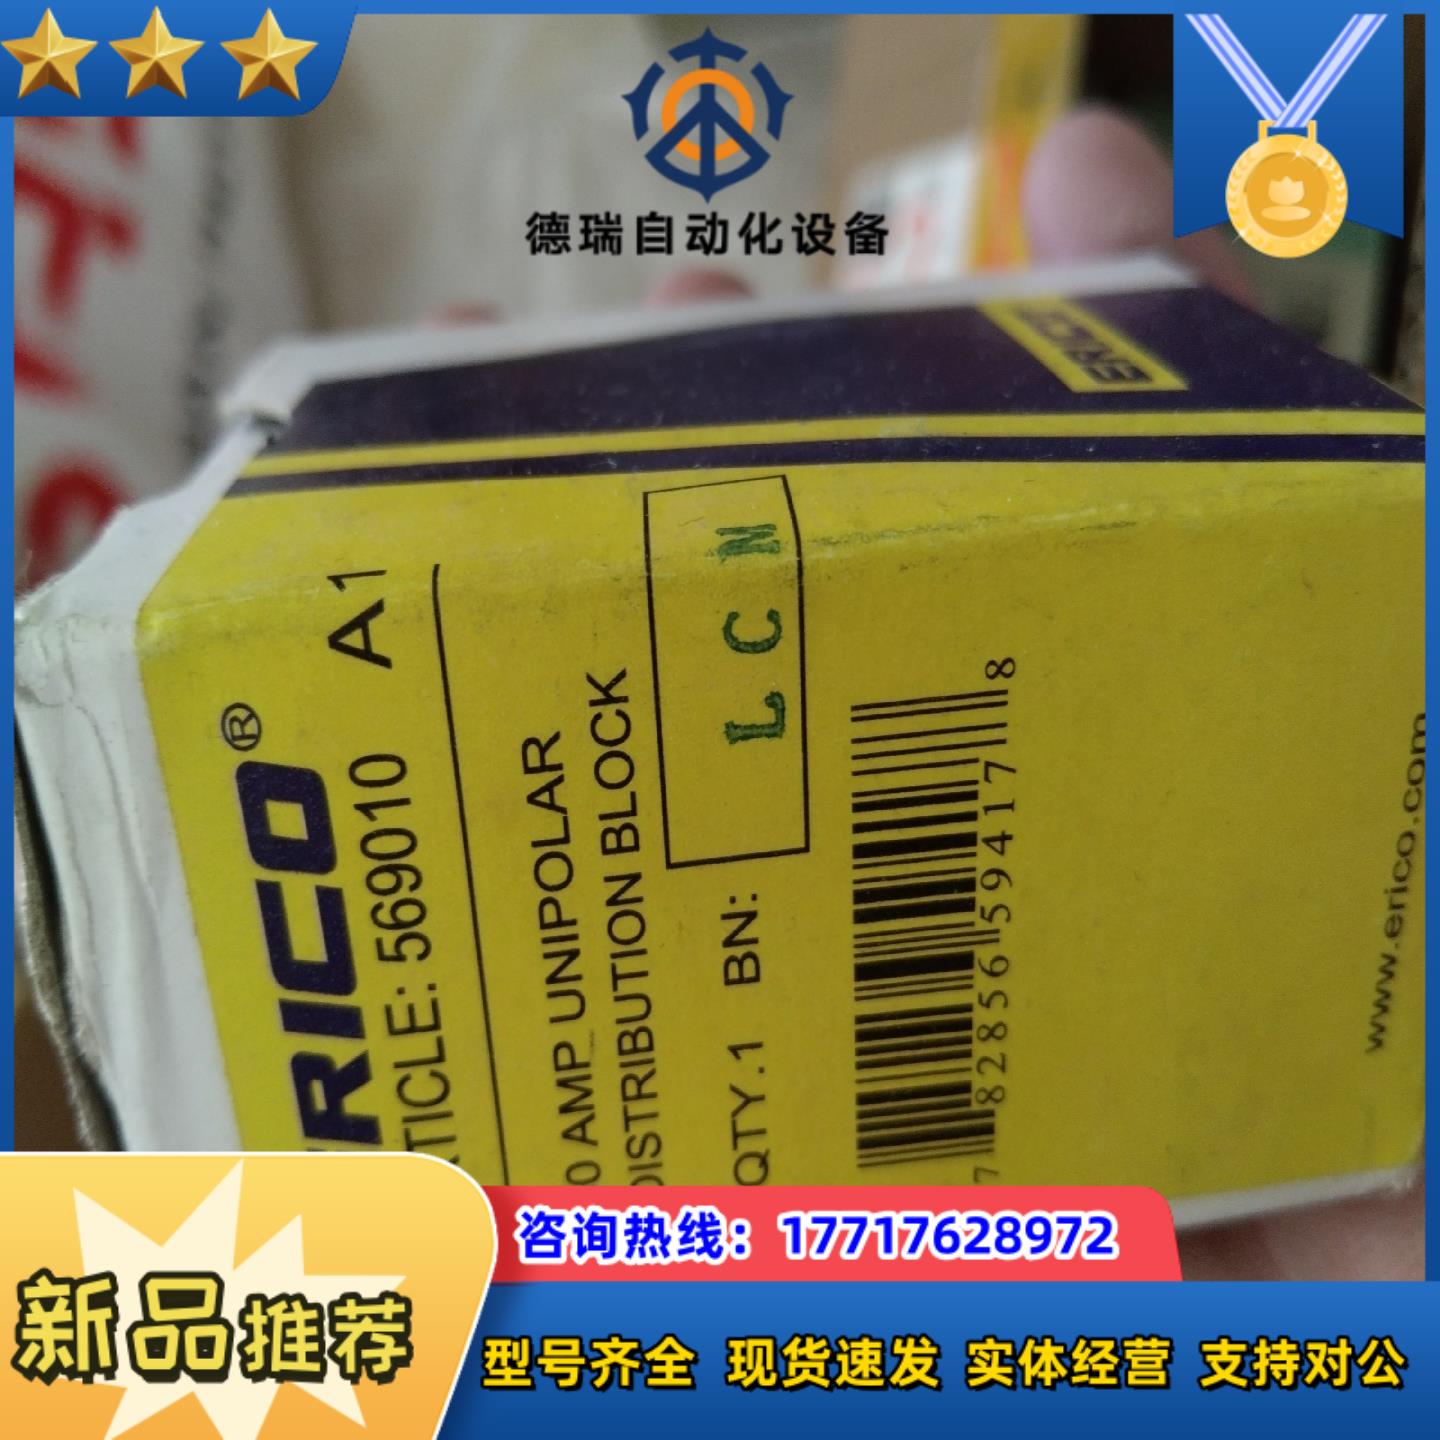 德瑞自动化设备
ERICO
ERICO®
ARTICLE: 569010 A1
0 AMP UNIPOLAR
DISTRIBUTION BLOCK
QTY.1 BN:
L C N
7 82856 59417 8
www.erico.com
咨询热线：17717628972
新品推荐
型号齐全 现货速发 实体经营 支持对公